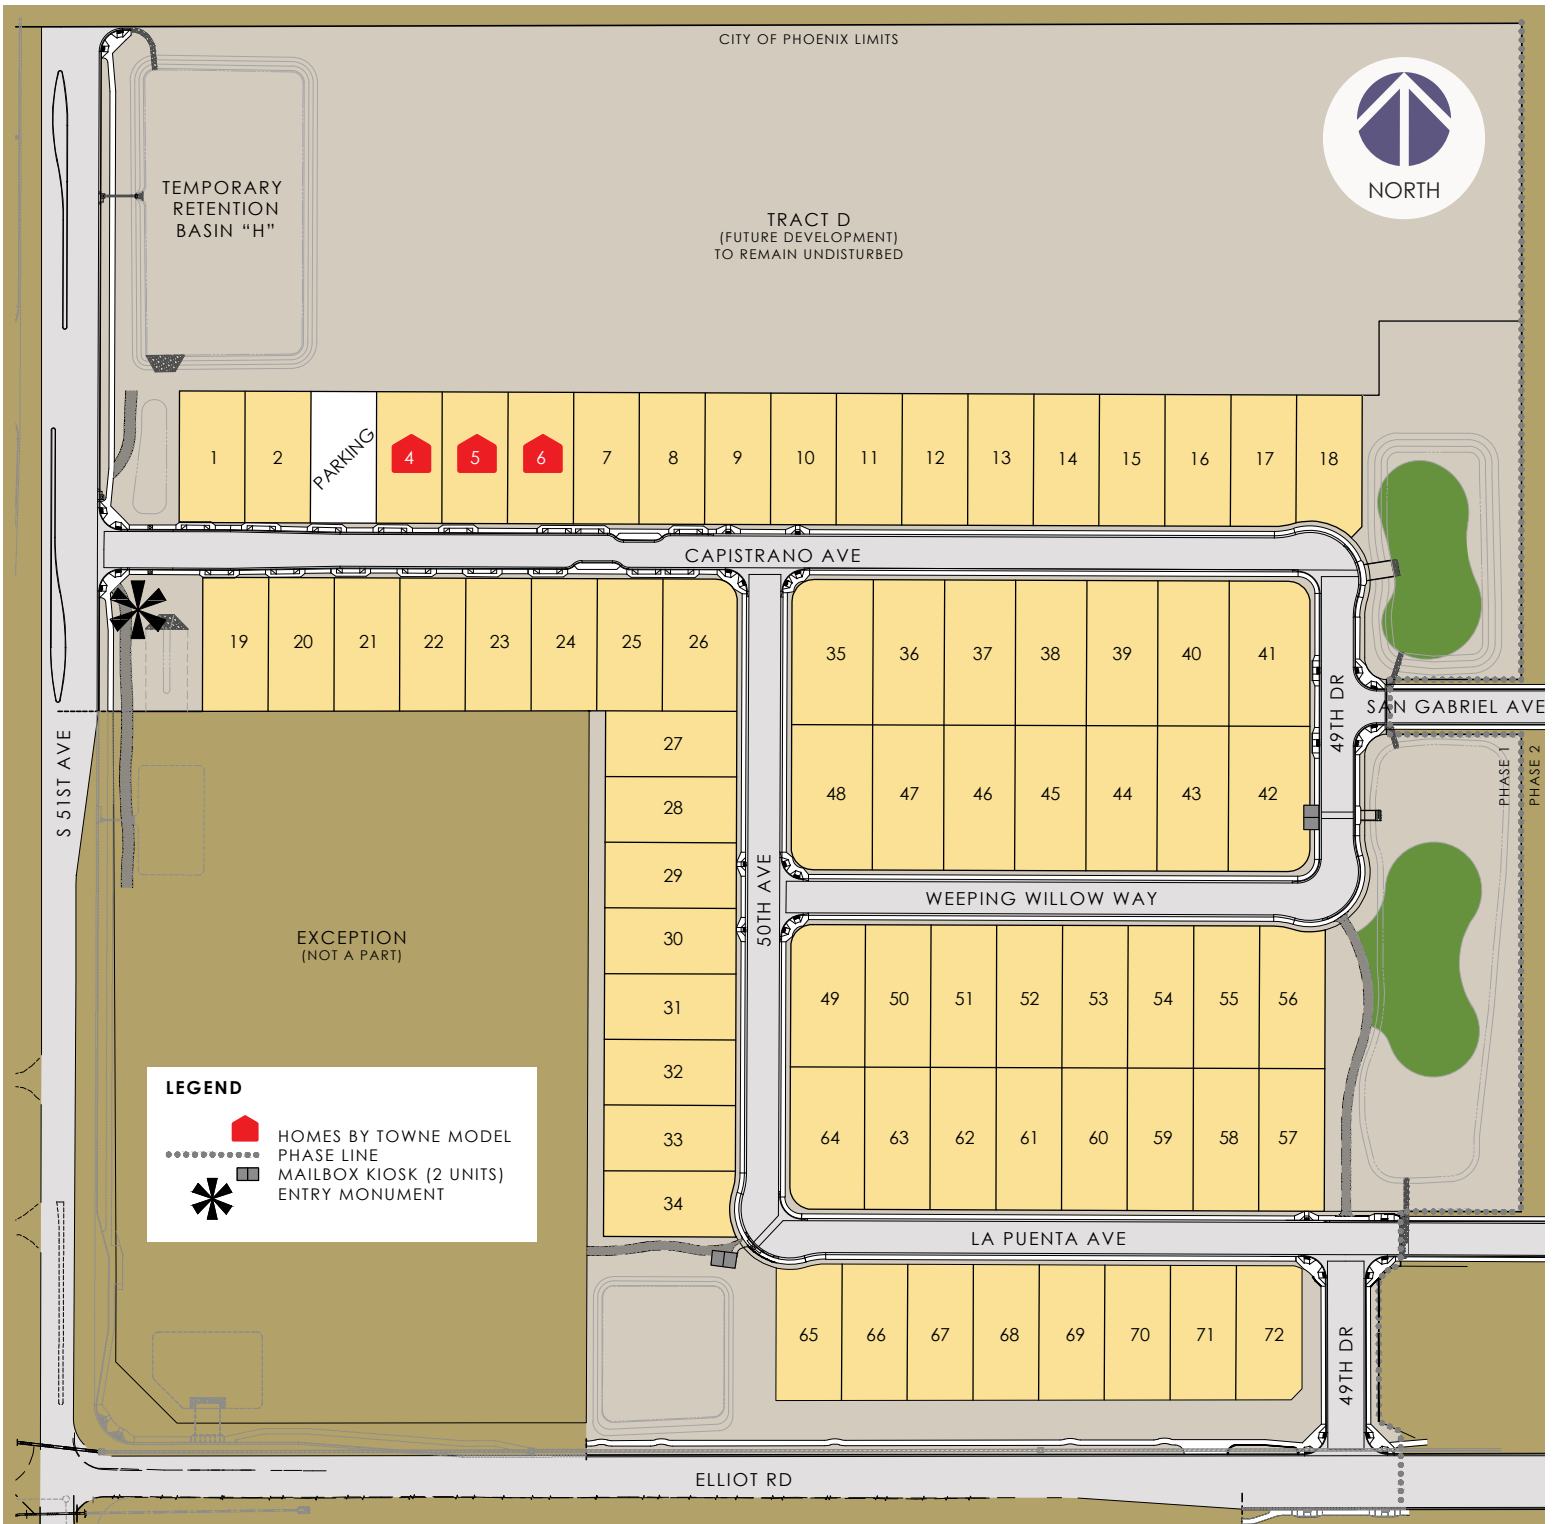 CITY OF PHOENIX LIMITS
NORTH
TEMPORARY
RETENTION
BASIN “H”
TRACT D
(FUTURE DEVELOPMENT)
TO REMAIN UNDISTURBED
1 2 PARKING 4 5 6 7 8 9 10 11 12 13 14 15 16 17 18
CAPISTRANO AVE
19 20 21 22 23 24 25 26
35 36 37 38 39 40 41
49TH DR
SAN GABRIEL AVE
S 51ST AVE
27
28
29
30
31
32
33
34
48 47 46 45 44 43 42
PHASE 1
PHASE 2
50TH AVE
WEEPING WILLOW WAY
EXCEPTION
(NOT A PART)
49 50 51 52 53 54 55 56
64 63 62 61 60 59 58 57
LEGEND
HOMES BY TOWNE MODEL
PHASE LINE
MAILBOX KIOSK (2 UNITS)
ENTRY MONUMENT
LA PUENTA AVE
65 66 67 68 69 70 71 72
49TH DR
ELLIOT RD